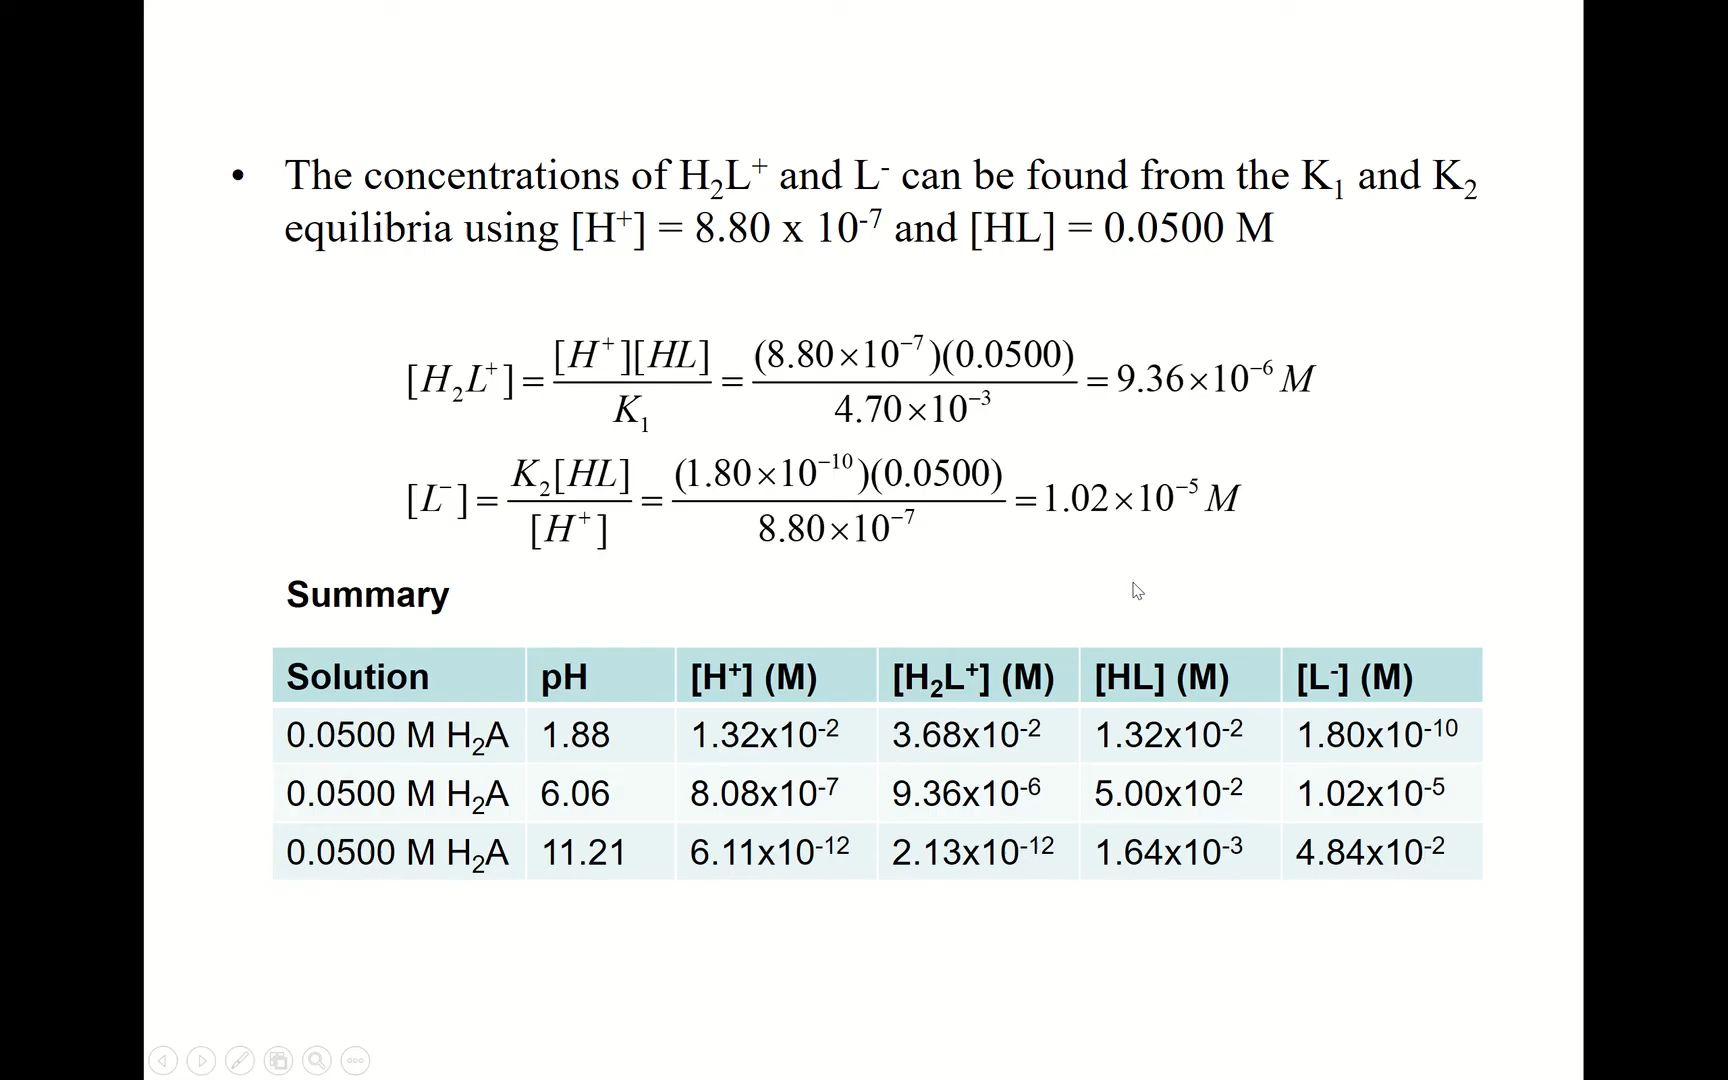 • The concentrations of H₂L⁺ and L⁻ can be found from the K₁ and K₂
equilibria using [H⁺] = 8.80 x 10⁻⁷ and [HL] = 0.0500 M
[H₂L⁺] = [H⁺][HL] / K₁ = (8.80×10⁻⁷)(0.0500) / 4.70×10⁻³ = 9.36×10⁻⁶ M
[L⁻] = K₂[HL] / [H⁺] = (1.80×10⁻¹⁰)(0.0500) / 8.80×10⁻⁷ = 1.02×10⁻⁵ M
Summary
Solution pH [H⁺] (M) [H₂L⁺] (M) [HL] (M) [L⁻] (M)
0.0500 M H₂A 1.88 1.32x10⁻² 3.68x10⁻² 1.32x10⁻² 1.80x10⁻¹⁰
0.0500 M H₂A 6.06 8.08x10⁻⁷ 9.36x10⁻⁶ 5.00x10⁻² 1.02x10⁻⁵
0.0500 M H₂A 11.21 6.11x10⁻¹² 2.13x10⁻¹² 1.64x10⁻³ 4.84x10⁻²